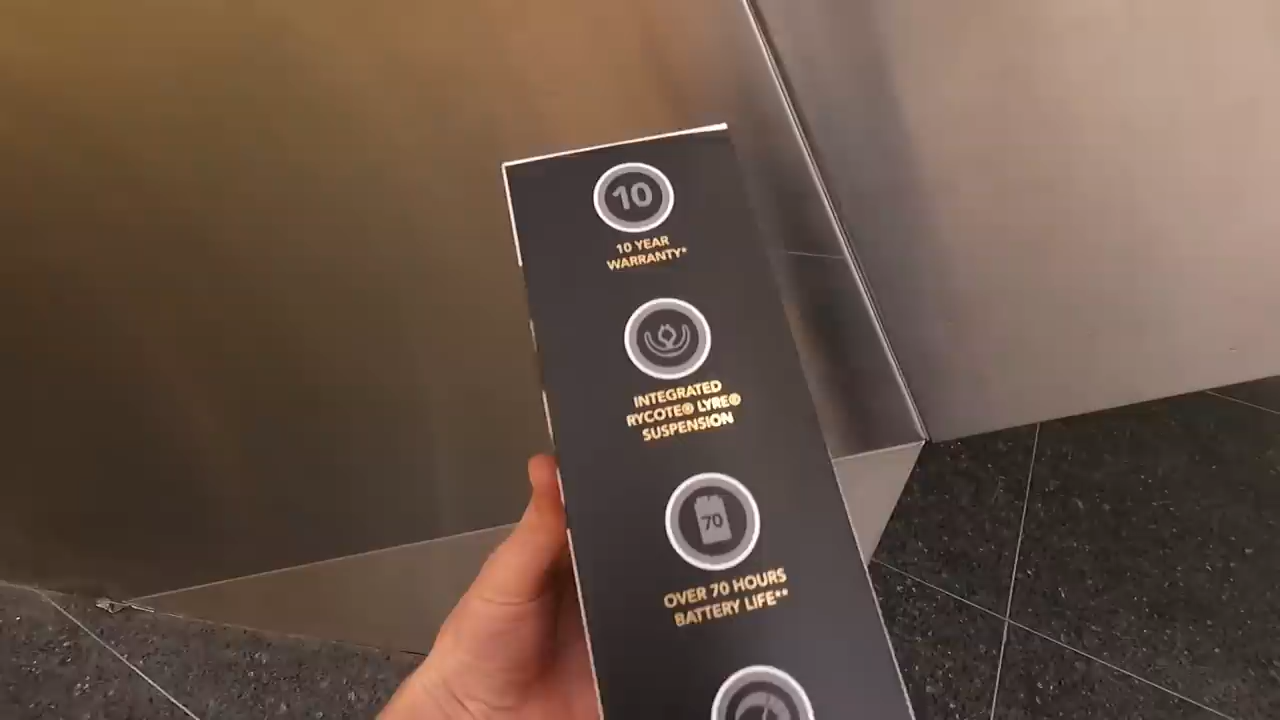 10
10 YEAR
WARRANTY*
INTEGRATED
RYCOTE® LYRE®
SUSPENSION
70
OVER 70 HOURS
BATTERY LIFE**